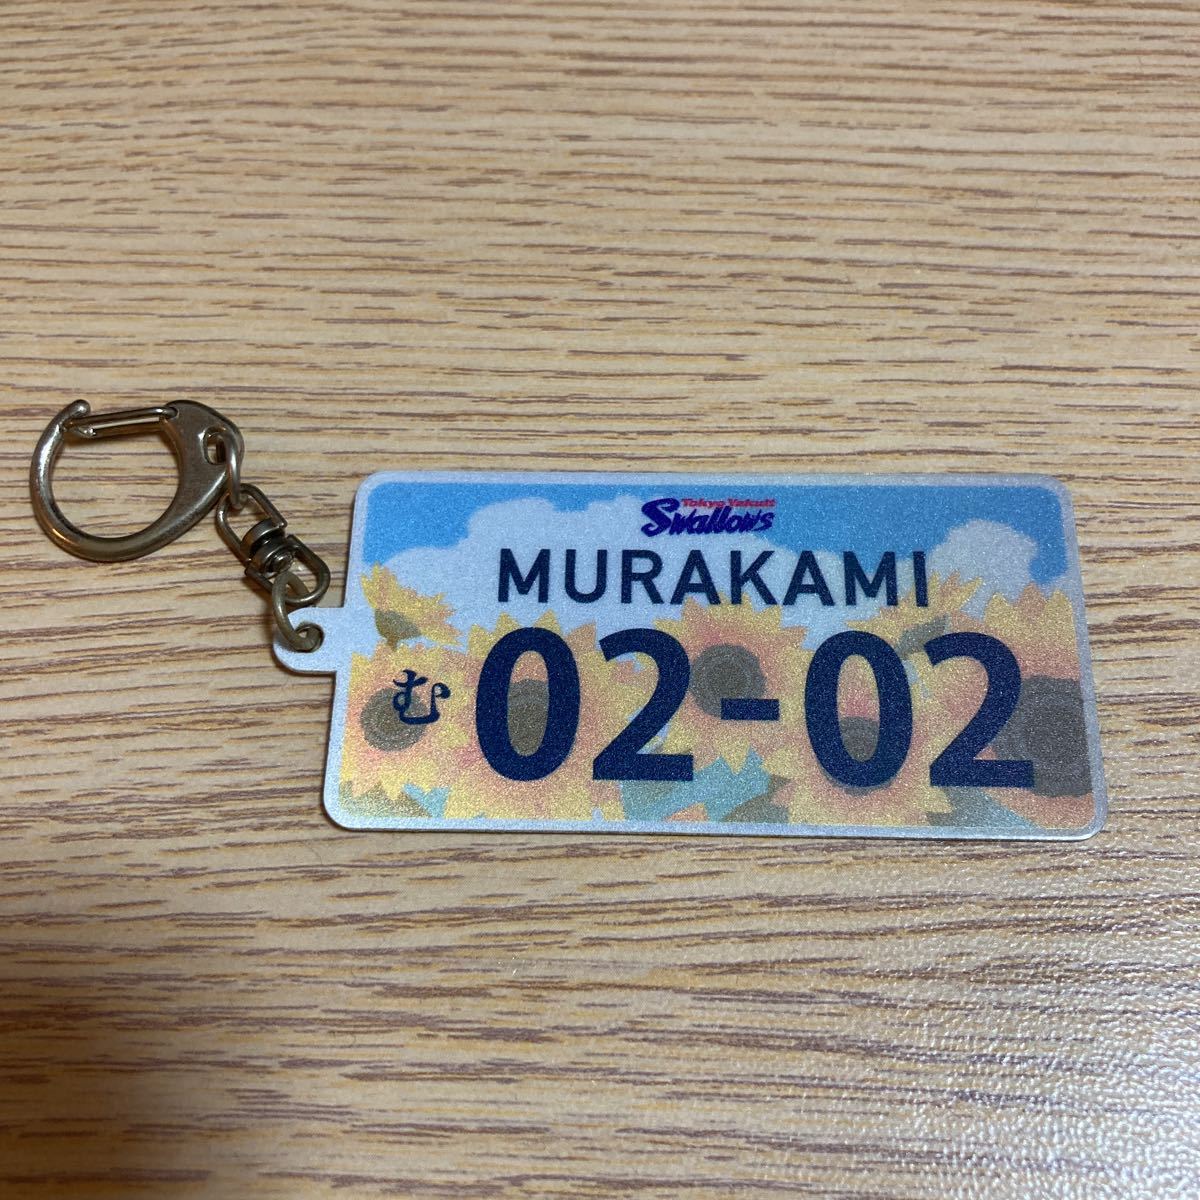 Tokyo Yakult
Swallows
MURAKAMI
む 02-02